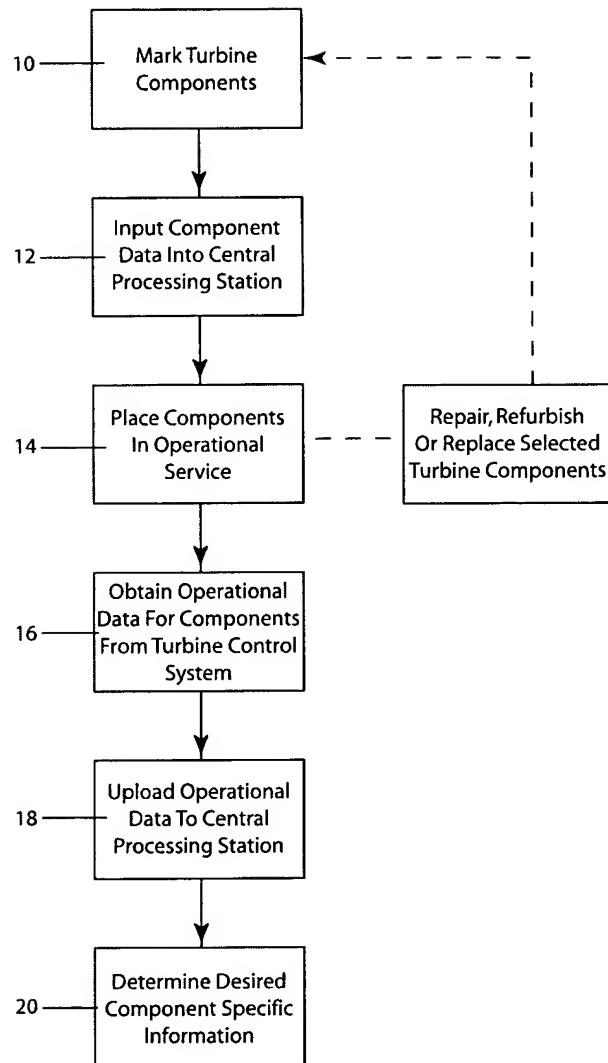 10
Mark Turbine
Components
12
Input Component
Data Into Central
Processing Station
14
Place Components
In Operational
Service
Repair, Refurbish
Or Replace Selected
Turbine Components
16
Obtain Operational
Data For Components
From Turbine Control
System
18
Upload Operational
Data To Central
Processing Station
20
Determine Desired
Component Specific
Information